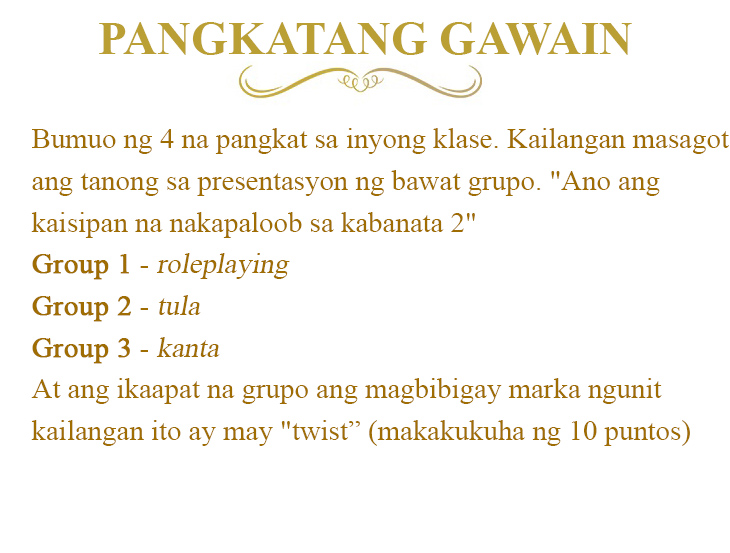 PANGKATANG GAWAIN
Bumuo ng 4 na pangkat sa inyong klase. Kailangan masagot
ang tanong sa presentasyon ng bawat grupo. "Ano ang
kaisipan na nakapaloob sa kabanata 2"
Group 1 - roleplaying
Group 2 - tula
Group 3 - kanta
At ang ikaapat na grupo ang magbibigay marka ngunit
kailangan ito ay may "twist” (makakukuha ng 10 puntos)